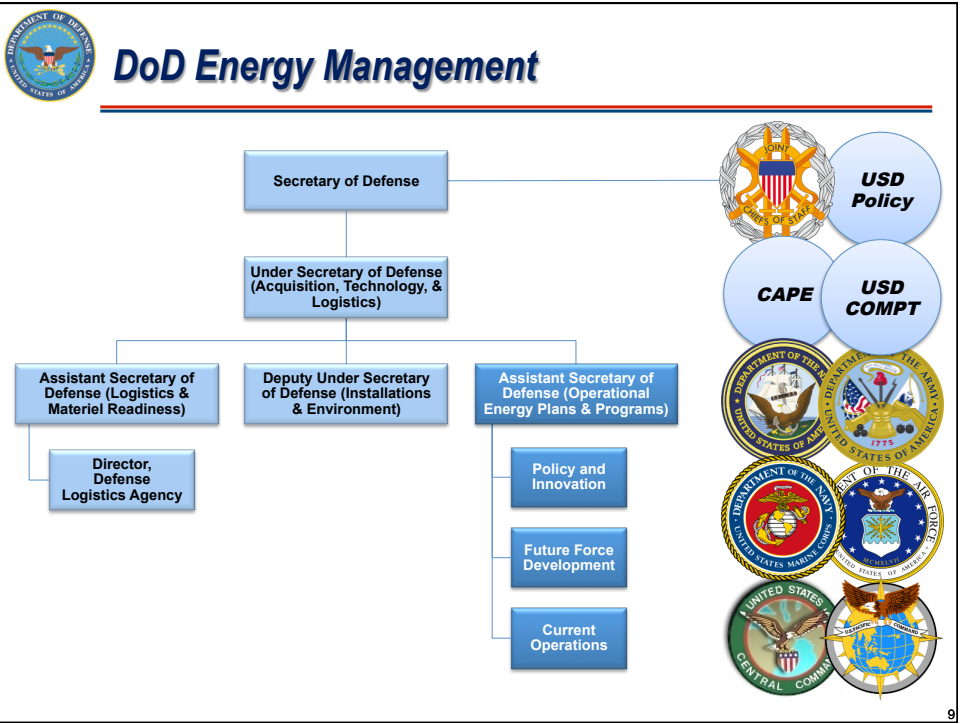 DEPARTMENT OF DEFENSE
UNITED STATES OF AMERICA
DoD Energy Management
Secretary of Defense
JOINT
CHIEFS OF STAFF
USD
Policy
Under Secretary of Defense
(Acquisition, Technology, &
Logistics)
CAPE
USD
COMPT
Assistant Secretary of
Defense (Logistics &
Materiel Readiness)
Deputy Under Secretary
of Defense (Installations
& Environment)
Assistant Secretary of
Defense (Operational
Energy Plans & Programs)
DEPARTMENT OF THE
UNITED STATES OF AME
DEPARTMENT OF THE ARMY
UNITED STATES OF AMERICA
1775
Director,
Defense
Logistics Agency
Policy and
Innovation
Future Force
Development
Current
Operations
DEPARTMENT OF THE NAVY
UNITED STATES MARINE CORPS
MENT OF THE AIR FORCE
UNITED STATES OF AMERICA
MCMXLVII
UNITED STATES
CENTRAL COMMA
U.S. PACIFIC COMMAND
9